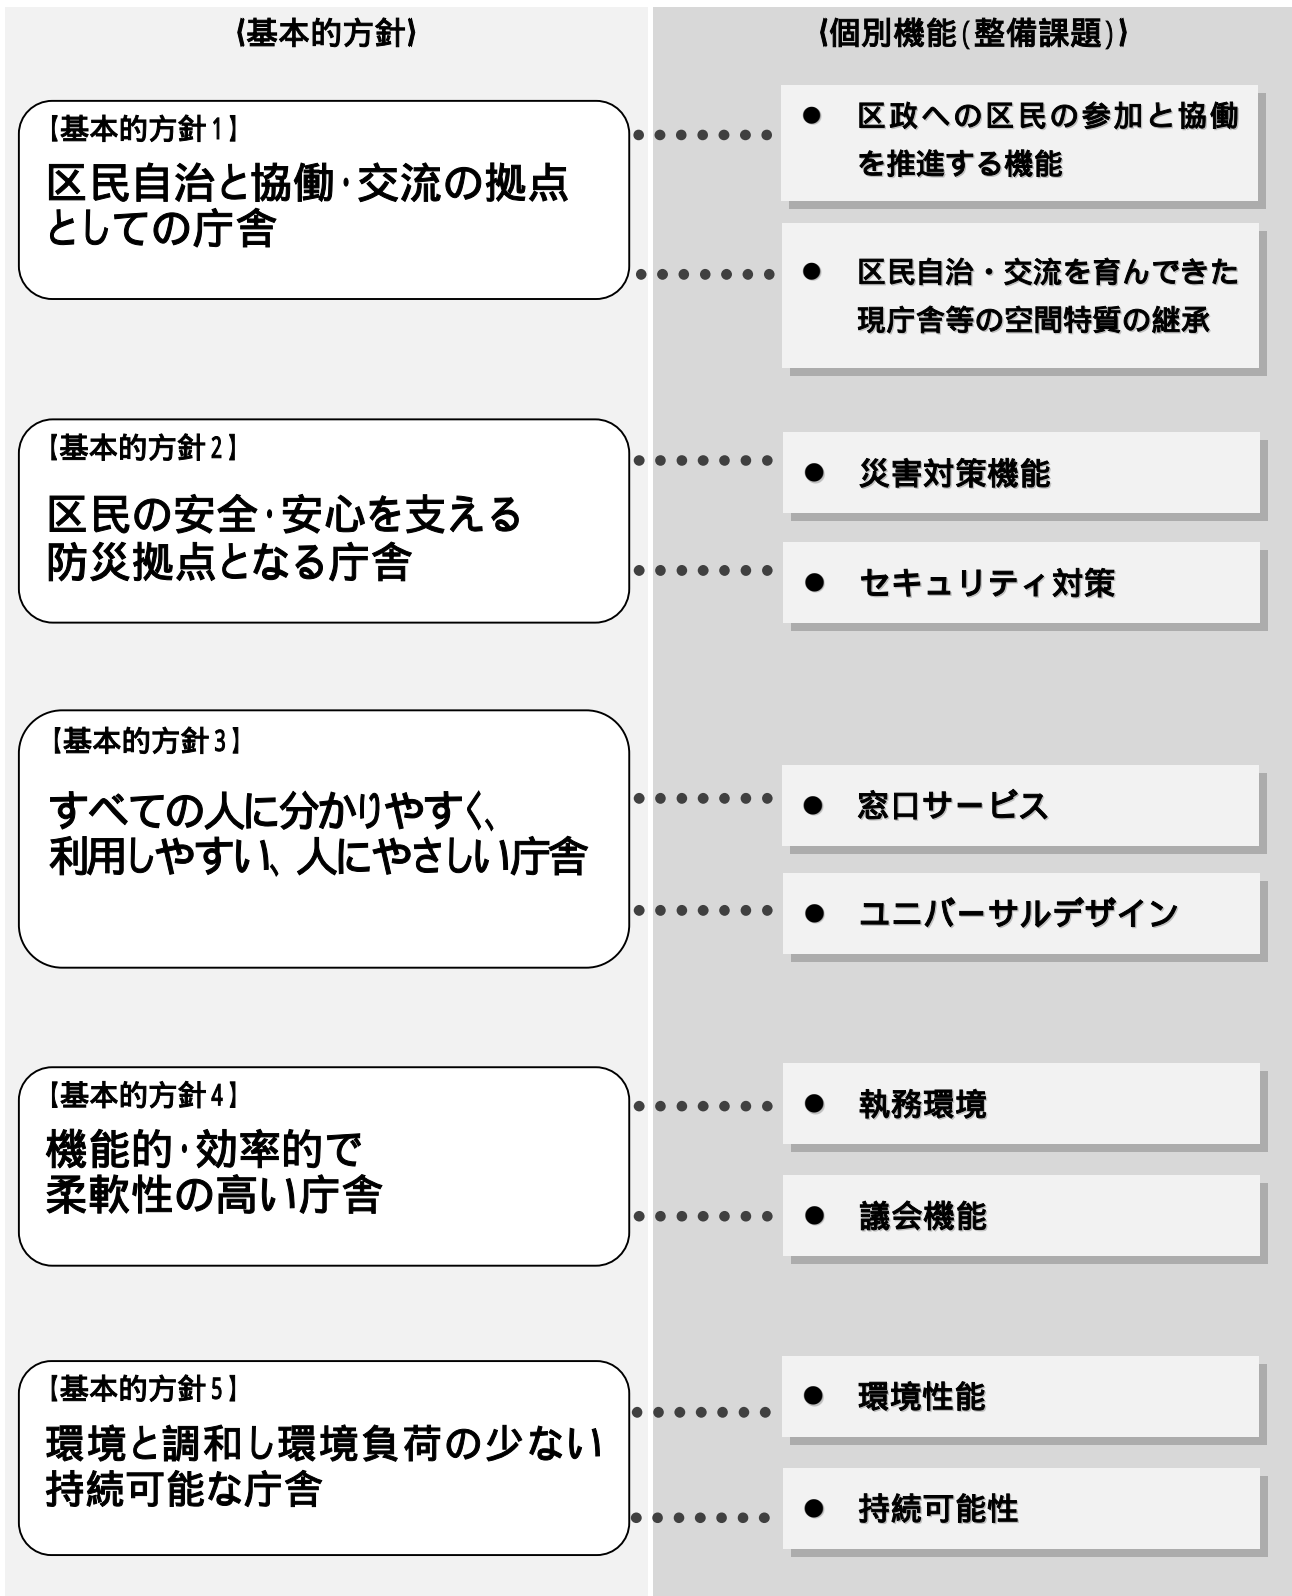 ⟨基本的方針⟩
【基本的方針1】
区民自治と協働・交流の拠点
としての庁舎
【基本的方針2】
区民の安全・安心を支える
防災拠点となる庁舎
【基本的方針3】
すべての人に分かりやすく、
利用しやすい、人にやさしい庁舎
【基本的方針4】
機能的・効率的で
柔軟性の高い庁舎
【基本的方針5】
環境と調和し環境負荷の少ない
持続可能な庁舎
⟨個別機能(整備課題)⟩
● 区政への区民の参加と協働
を推進する機能
● 区民自治・交流を育んできた
現庁舎等の空間特質の継承
● 災害対策機能
● セキュリティ対策
● 窓口サービス
● ユニバーサルデザイン
● 執務環境
● 議会機能
● 環境性能
● 持続可能性